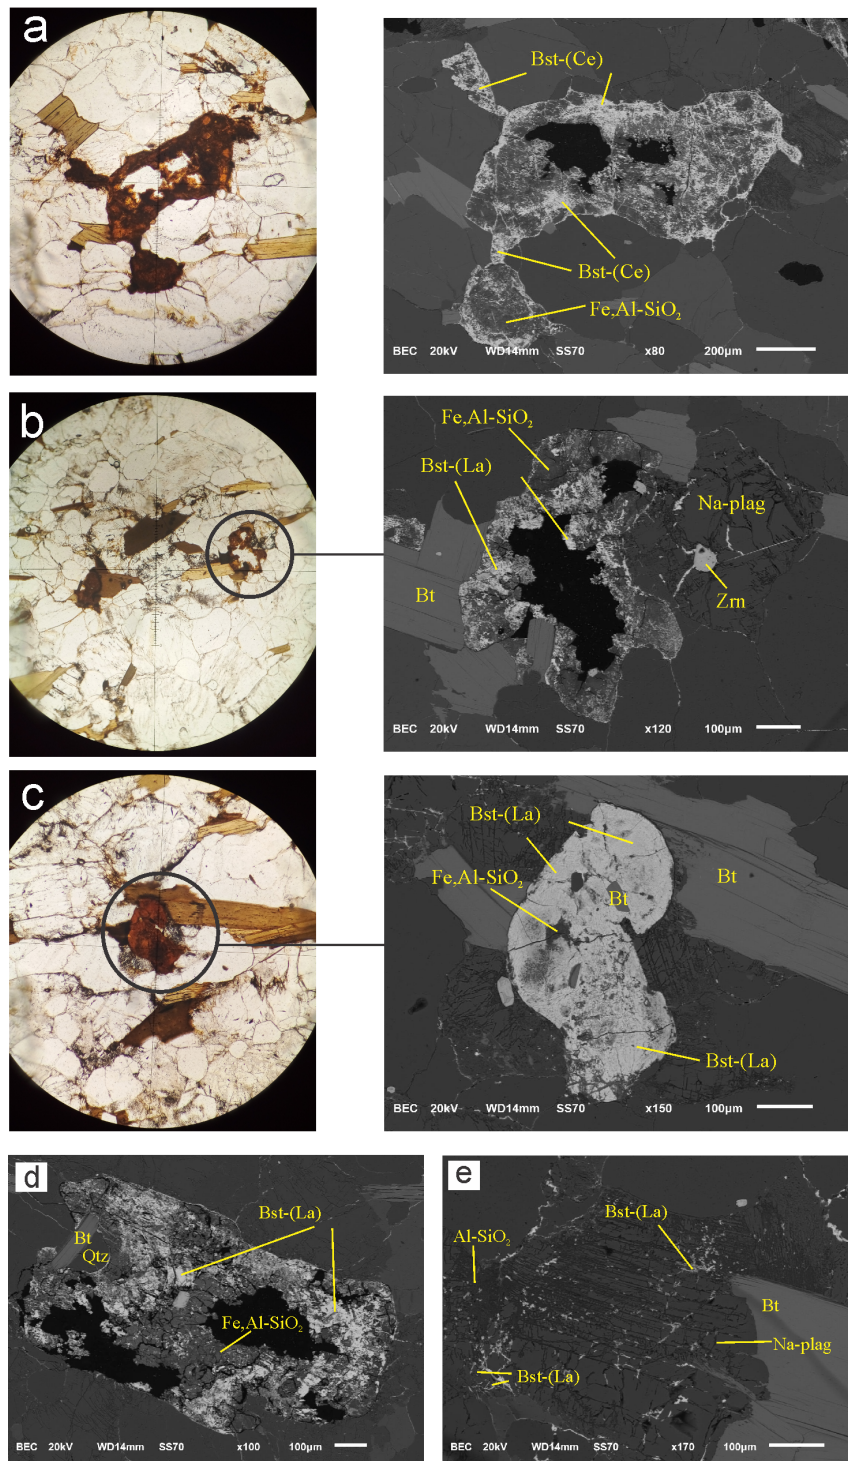 a
Bst-(Ce)
Bst-(Ce)
Fe,Al-SiO₂
BEC 20kV WD14mm SS70 x80 200µm
b
Fe,Al-SiO₂
Bst-(La)
Na-plag
Bt
Zrn
BEC 20kV WD14mm SS70 x120 100µm
c
Bst-(La)
Fe,Al-SiO₂
Bt
Bt
Bst-(La)
BEC 20kV WD14mm SS70 x150 100µm
d
Bst-(La)
Bt
Qtz
Fe,Al-SiO₂
BEC 20kV WD14mm SS70 x100 100µm
e
Bst-(La)
Al-SiO₂
Bt
Na-plag
Bst-(La)
BEC 20kV WD14mm SS70 x170 100µm